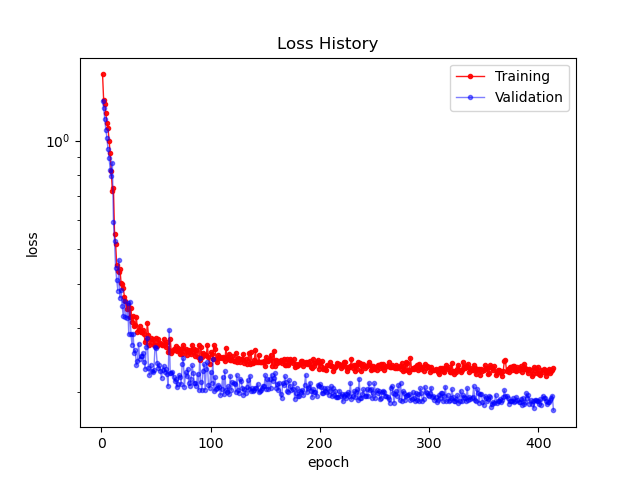 Loss History
Training
Validation
10⁰
loss
0
100
200
300
400
epoch